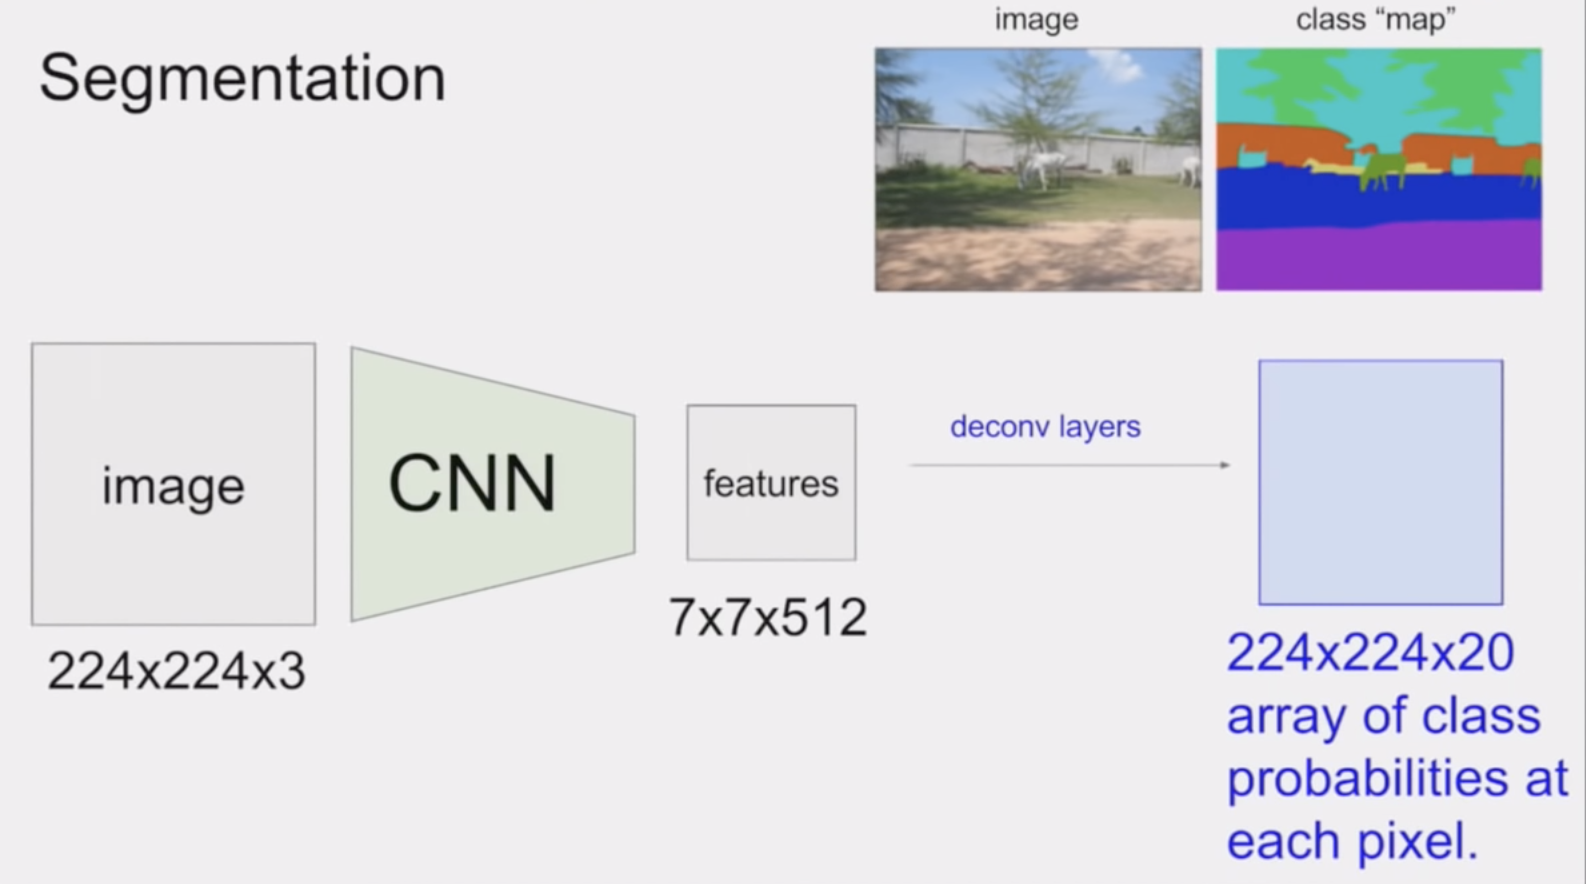 Segmentation
image
class “map”
image
CNN
features
deconv layers
224x224x3
7x7x512
224x224x20
array of class
probabilities at
each pixel.